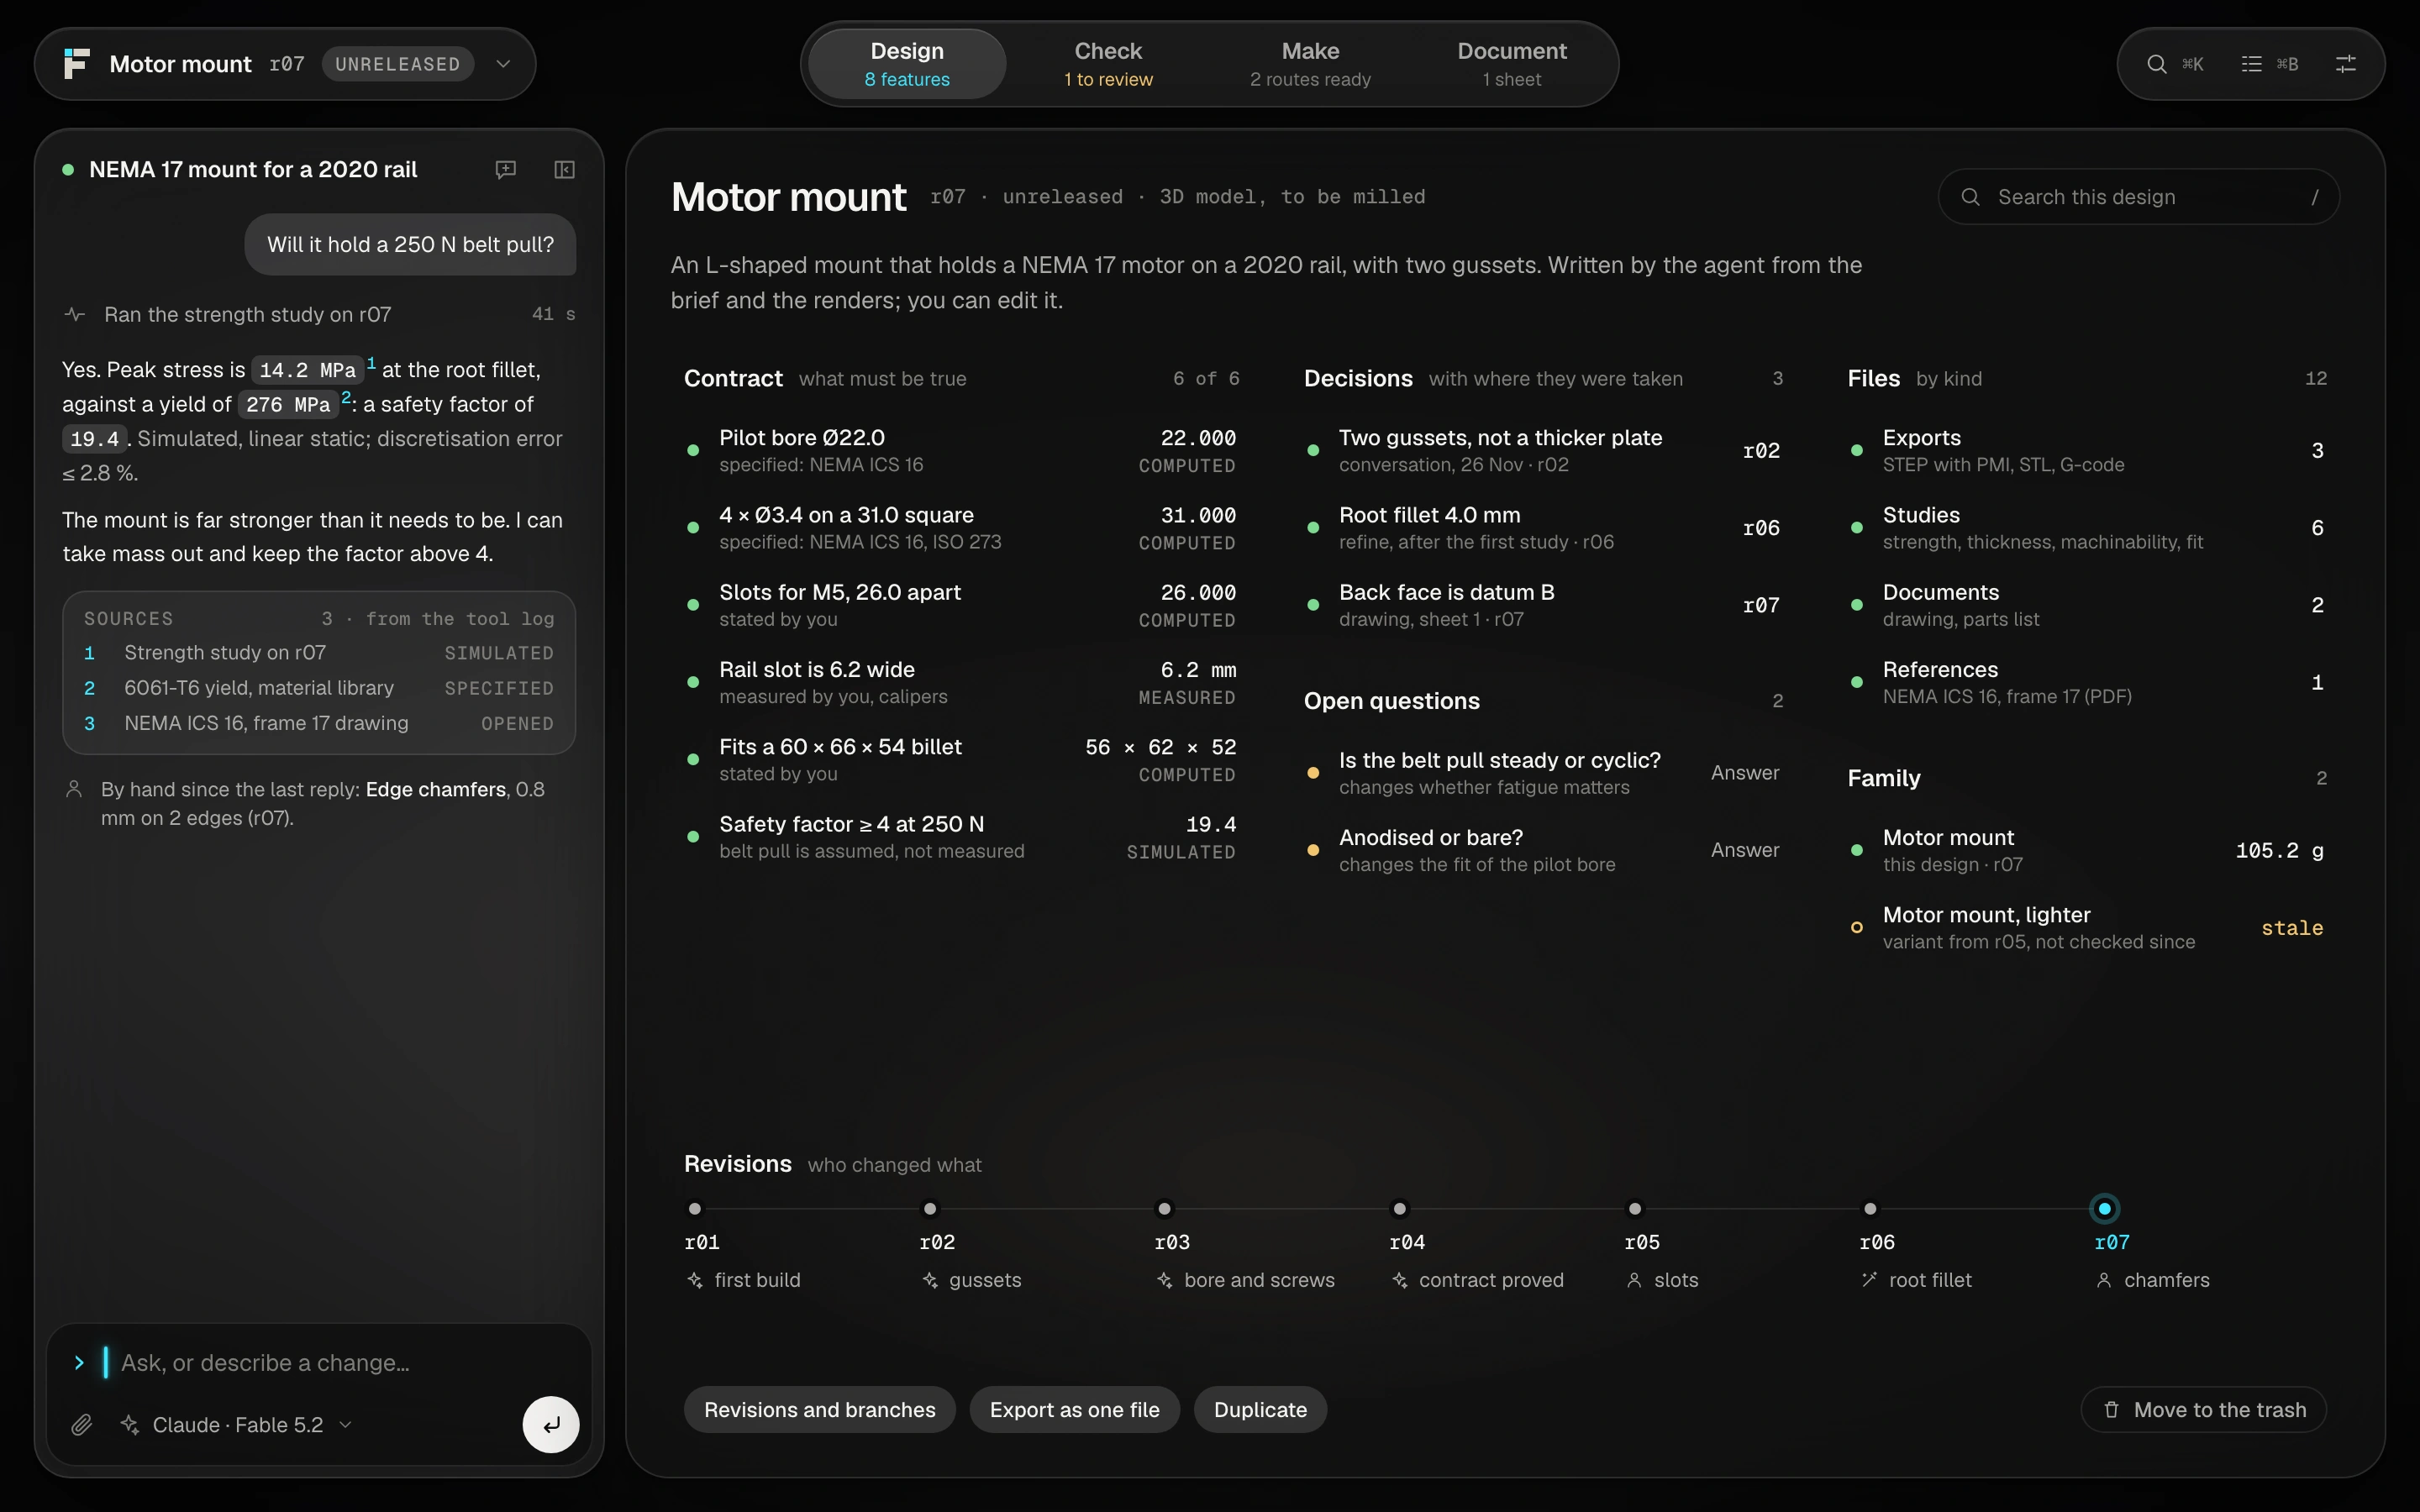 Motor mount r07 UNRELEASED
Design
8 features
Check
1 to review
Make
2 routes ready
Document
1 sheet
⌘K
⌘B
NEMA 17 mount for a 2020 rail
Will it hold a 250 N belt pull?
Ran the strength study on r07 41 s
Yes. Peak stress is 14.2 MPa 1 at the root fillet,
against a yield of 276 MPa 2: a safety factor of
19.4. Simulated, linear static; discretisation error
≤ 2.8 %.
The mount is far stronger than it needs to be. I can
take mass out and keep the factor above 4.
SOURCES 3 · from the tool log
1 Strength study on r07 SIMULATED
2 6061-T6 yield, material library SPECIFIED
3 NEMA ICS 16, frame 17 drawing OPENED
By hand since the last reply: Edge chamfers, 0.8
mm on 2 edges (r07).
Ask, or describe a change…
Claude · Fable 5.2
Motor mount r07 · unreleased · 3D model, to be milled
Search this design /
An L-shaped mount that holds a NEMA 17 motor on a 2020 rail, with two gussets. Written by the agent from the
brief and the renders; you can edit it.
Contract what must be true 6 of 6
Pilot bore Ø22.0 22.000
specified: NEMA ICS 16 COMPUTED
4 × Ø3.4 on a 31.0 square 31.000
specified: NEMA ICS 16, ISO 273 COMPUTED
Slots for M5, 26.0 apart 26.000
stated by you COMPUTED
Rail slot is 6.2 wide 6.2 mm
measured by you, calipers MEASURED
Fits a 60 × 66 × 54 billet 56 × 62 × 52
stated by you COMPUTED
Safety factor ≥ 4 at 250 N 19.4
belt pull is assumed, not measured SIMULATED
Decisions with where they were taken 3
Two gussets, not a thicker plate r02
conversation, 26 Nov · r02
Root fillet 4.0 mm r06
refine, after the first study · r06
Back face is datum B r07
drawing, sheet 1 · r07
Open questions 2
Is the belt pull steady or cyclic? Answer
changes whether fatigue matters
Anodised or bare? Answer
changes the fit of the pilot bore
Files by kind 12
Exports 3
STEP with PMI, STL, G-code
Studies 6
strength, thickness, machinability, fit
Documents 2
drawing, parts list
References 1
NEMA ICS 16, frame 17 (PDF)
Family 2
Motor mount 105.2 g
this design · r07
Motor mount, lighter stale
variant from r05, not checked since
Revisions who changed what
r01 r02 r03 r04 r05 r06 r07
first build gussets bore and screws contract proved slots root fillet chamfers
Revisions and branches Export as one file Duplicate Move to the trash